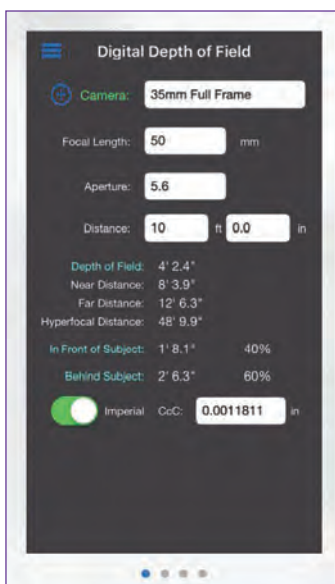 Digital Depth of Field
Camera: 35mm Full Frame
Focal Length: 50 mm
Aperture: 5.6
Distance: 10 ft 0.0 in
Depth of Field: 4' 2.4"
Near Distance: 8' 3.9"
Far Distance: 12' 6.3"
Hyperfocal Distance: 48' 9.9"
In Front of Subject: 1' 8.1" 40%
Behind Subject: 2' 6.3" 60%
Imperial CoC: 0.0011811 in